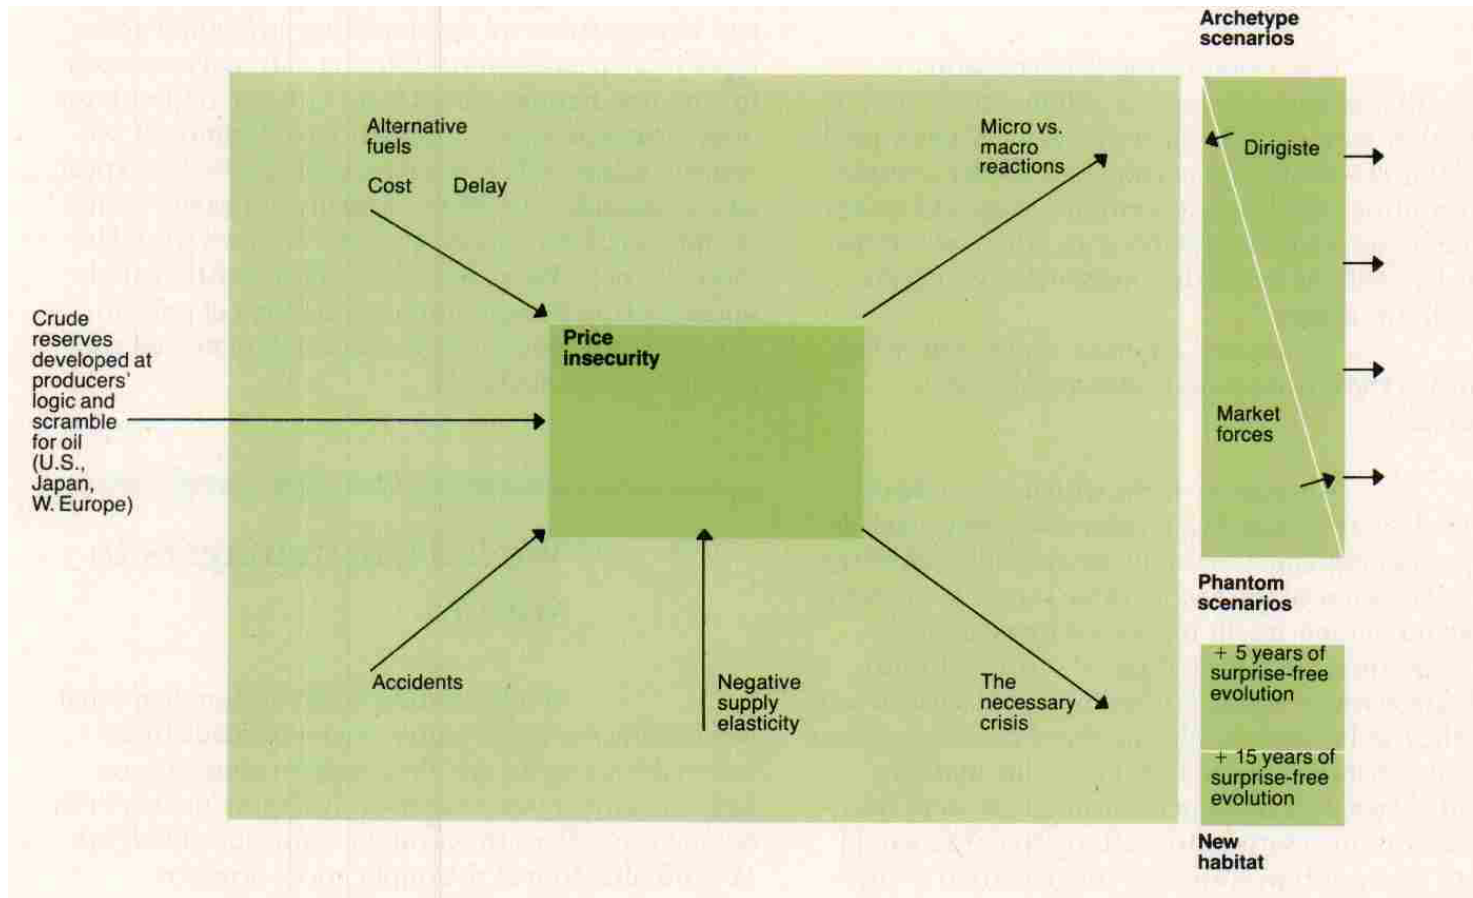 Archetype
scenarios
Alternative
fuels
Cost Delay
Micro vs.
macro
reactions
Dirigiste
Crude
reserves
developed at
producers'
logic and
scramble
for oil
(U.S.,
Japan,
W. Europe)
Price
insecurity
Market
forces
Accidents
Negative
supply
elasticity
The
necessary
crisis
Phantom
scenarios
+ 5 years of
surprise-free
evolution
+ 15 years of
surprise-free
evolution
New
habitat